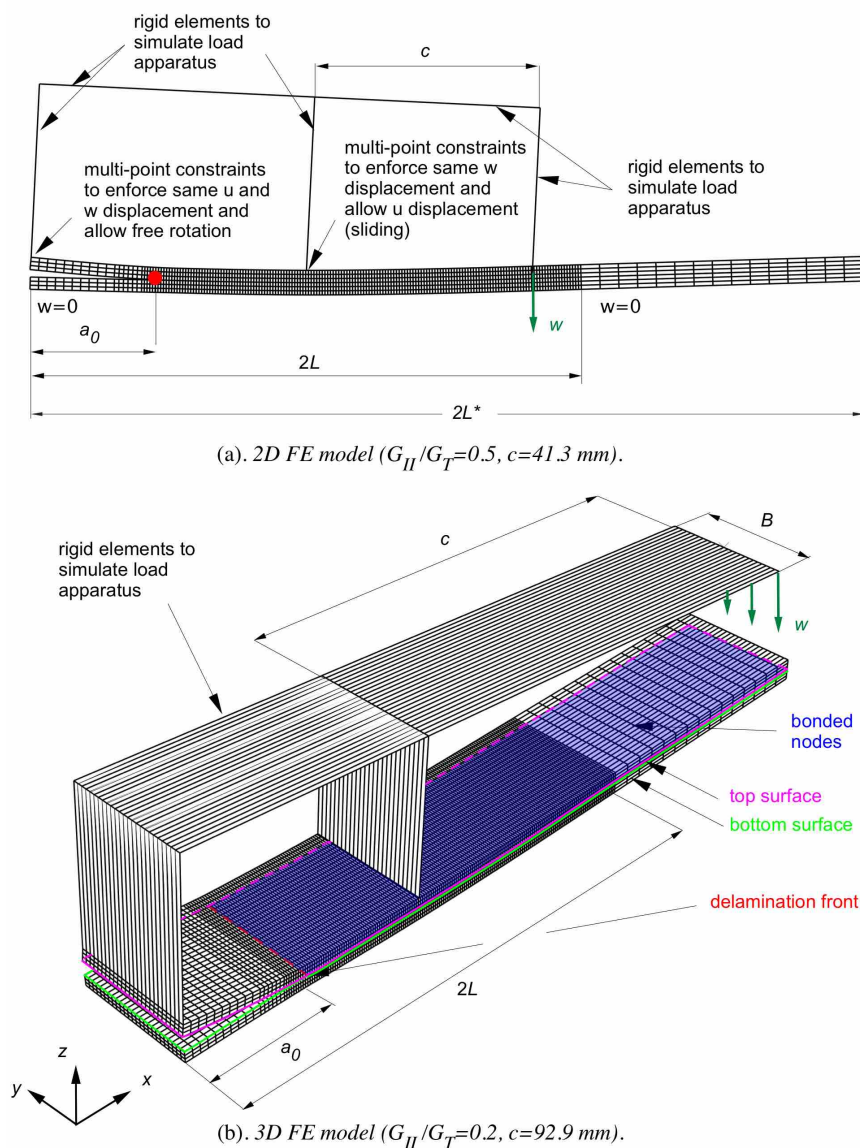 rigid elements to
simulate load
apparatus
c
multi-point constraints
to enforce same u and
w displacement and
allow free rotation
multi-point constraints
to enforce same w
displacement and
allow u displacement
(sliding)
rigid elements to
simulate load
apparatus
w=0
w
w=0
a0
2L
2L*
(a). 2D FE model (GII/GT=0.5, c=41.3 mm).
rigid elements to
simulate load
apparatus
c
B
w
bonded
nodes
top surface
bottom surface
delamination front
2L
a0
z
y
x
(b). 3D FE model (GII/GT=0.2, c=92.9 mm).